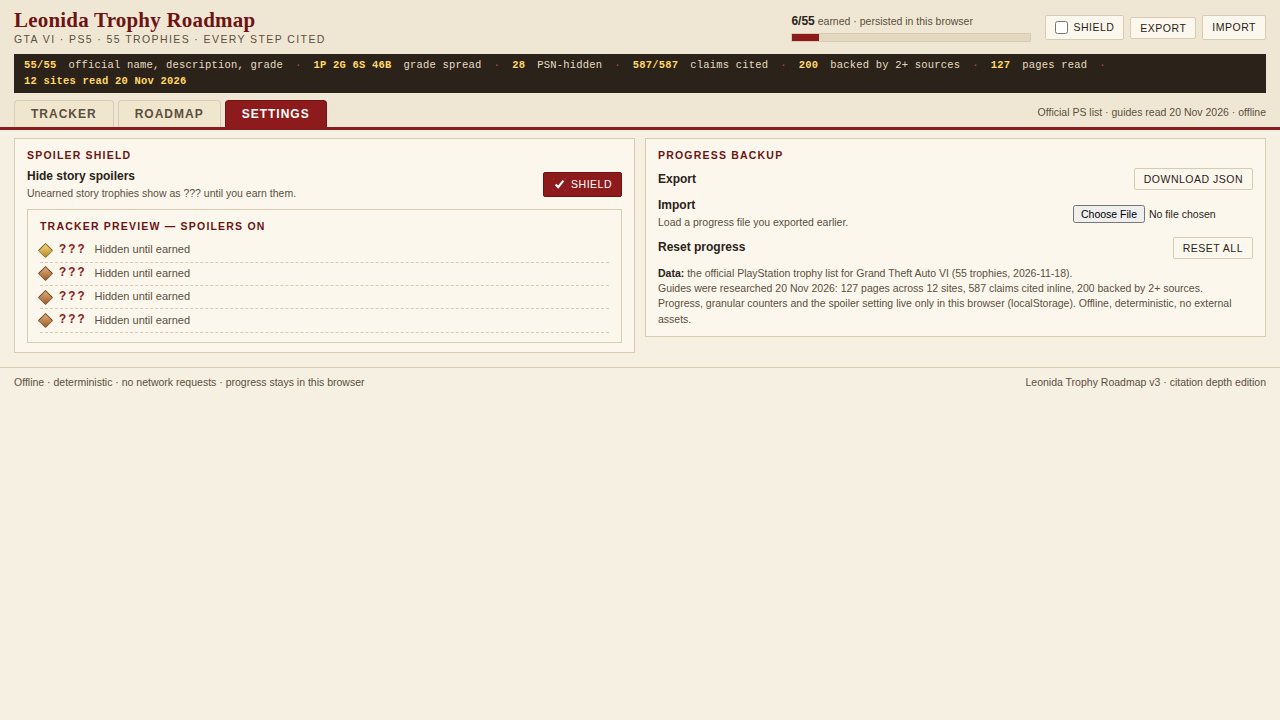 Leonida Trophy Roadmap
GTA VI · PS5 · 55 TROPHIES · EVERY STEP CITED
6/55 earned · persisted in this browser
SHIELD
EXPORT
IMPORT
55/55 official name, description, grade · 1P 2G 6S 46B grade spread · 28 PSN-hidden · 587/587 claims cited · 200 backed by 2+ sources · 127 pages read ·
12 sites read 20 Nov 2026
TRACKER
ROADMAP
SETTINGS
Official PS list · guides read 20 Nov 2026 · offline
SPOILER SHIELD
Hide story spoilers
Unearned story trophies show as ??? until you earn them.
SHIELD
TRACKER PREVIEW — SPOILERS ON
??? Hidden until earned
??? Hidden until earned
??? Hidden until earned
??? Hidden until earned
PROGRESS BACKUP
Export
DOWNLOAD JSON
Import
Load a progress file you exported earlier.
Choose File No file chosen
Reset progress
RESET ALL
Data: the official PlayStation trophy list for Grand Theft Auto VI (55 trophies, 2026-11-18).
Guides were researched 20 Nov 2026: 127 pages across 12 sites, 587 claims cited inline, 200 backed by 2+ sources.
Progress, granular counters and the spoiler setting live only in this browser (localStorage). Offline, deterministic, no external
assets.
Offline · deterministic · no network requests · progress stays in this browser
Leonida Trophy Roadmap v3 · citation depth edition